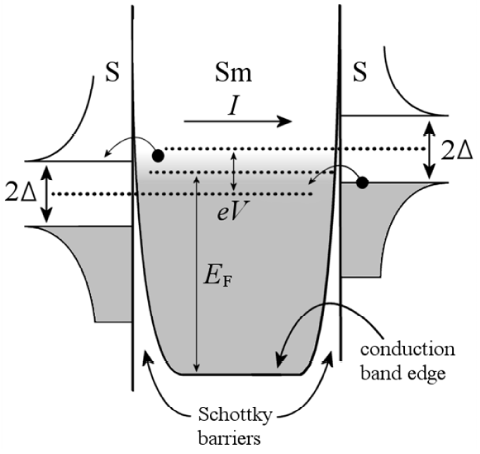 S
Sm
S
I
2Δ
2Δ
eV
E_F
conduction
band edge
Schottky
barriers